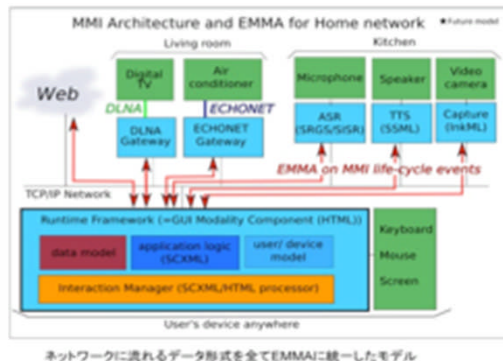 MMI Architecture and EMMA for Home network
★Future model
Living room
Kitchen
Web
Digital
TV
Air
conditioner
Microphone
Speaker
Video
camera
DLNA
ECHONET
DLNA
Gateway
ECHONET
Gateway
ASR
(SRGS/SISR)
TTS
(SSML)
Capture
(InkML)
EMMA on MMI life-cycle events
TCP/IP Network
Runtime Framework (=GUI Modality Component (HTML))
data model
application logic
(SCXML)
user/ device
model
Interaction Manager (SCXML/HTML processor)
Keyboard
Mouse
Screen
User's device anywhere
ネットワークに流れるデータ形式を全てEMMAに統一したモデル